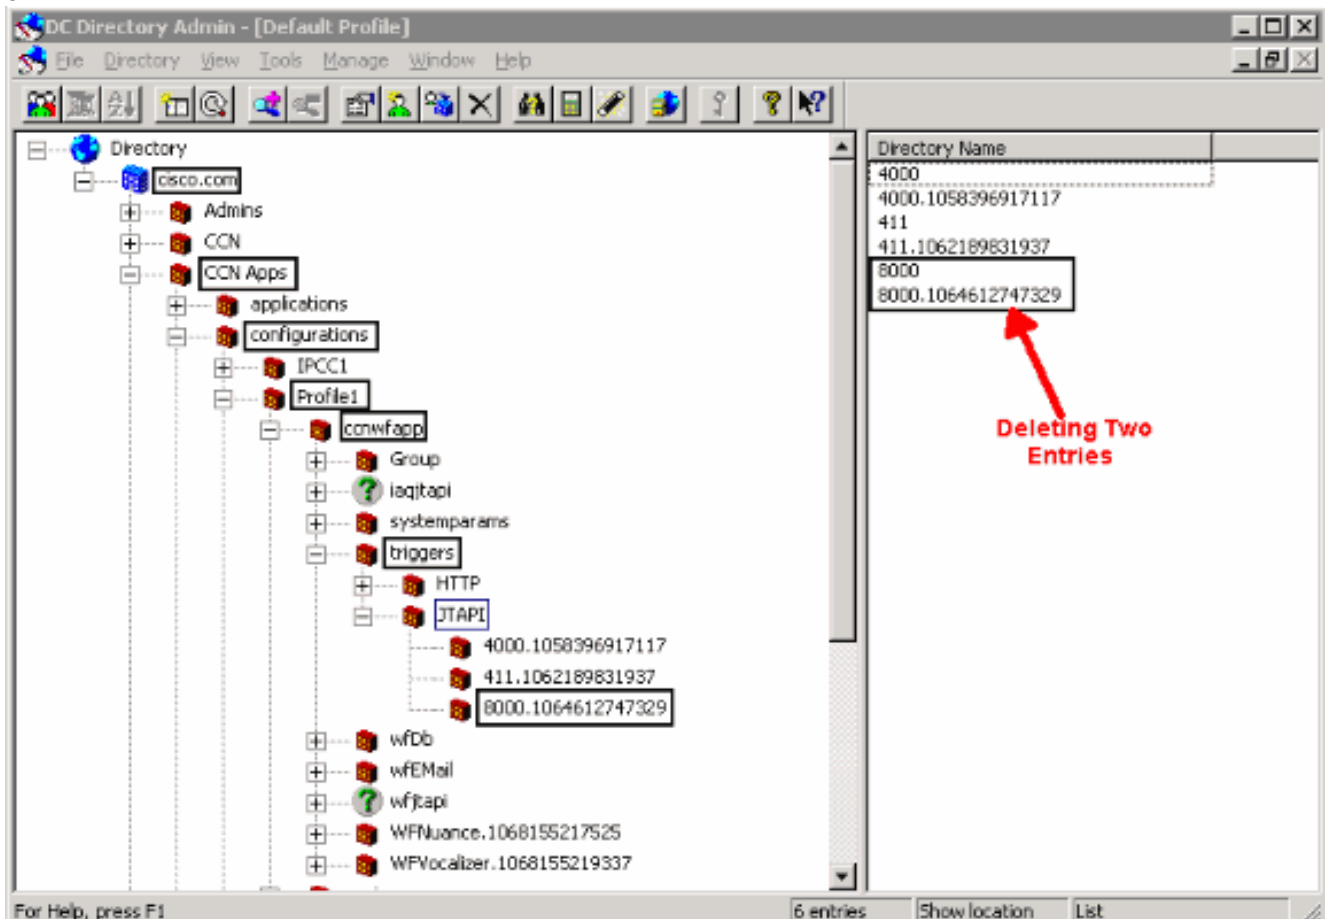 DC Directory Admin - [Default Profile]
File Directory View Tools Manage Window Help
Directory
cisco.com
Admins
CCN
CCN Apps
applications
configurations
IPCC1
Profile1
ccnwfapp
Group
iaqjtapi
systemparams
triggers
HTTP
JTAPI
4000.1058396917117
411.1062189831937
8000.1064612747329
wfDb
wfEMail
wfjtapi
WFNuance.1068155217525
WFVocalizer.1068155219337
Directory Name
4000
4000.1058396917117
411
411.1062189831937
8000
8000.1064612747329
Deleting Two
Entries
For Help, press F1
6 entries
Show location
List